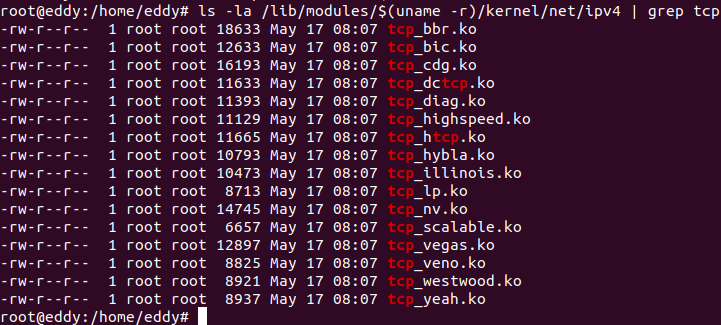 root@eddy:/home/eddy# ls -la /lib/modules/$(uname -r)/kernel/net/ipv4 | grep tcp
-rw-r--r--  1 root root 18633 May 17 08:07 tcp_bbr.ko
-rw-r--r--  1 root root 12633 May 17 08:07 tcp_bic.ko
-rw-r--r--  1 root root 16193 May 17 08:07 tcp_cdg.ko
-rw-r--r--  1 root root 11633 May 17 08:07 tcp_dctcp.ko
-rw-r--r--  1 root root 11393 May 17 08:07 tcp_diag.ko
-rw-r--r--  1 root root 11129 May 17 08:07 tcp_highspeed.ko
-rw-r--r--  1 root root 11665 May 17 08:07 tcp_htcp.ko
-rw-r--r--  1 root root 10793 May 17 08:07 tcp_hybla.ko
-rw-r--r--  1 root root 10473 May 17 08:07 tcp_illinois.ko
-rw-r--r--  1 root root  8713 May 17 08:07 tcp_lp.ko
-rw-r--r--  1 root root 14745 May 17 08:07 tcp_nv.ko
-rw-r--r--  1 root root  6657 May 17 08:07 tcp_scalable.ko
-rw-r--r--  1 root root 12897 May 17 08:07 tcp_vegas.ko
-rw-r--r--  1 root root  8825 May 17 08:07 tcp_veno.ko
-rw-r--r--  1 root root  8921 May 17 08:07 tcp_westwood.ko
-rw-r--r--  1 root root  8937 May 17 08:07 tcp_yeah.ko
root@eddy:/home/eddy#